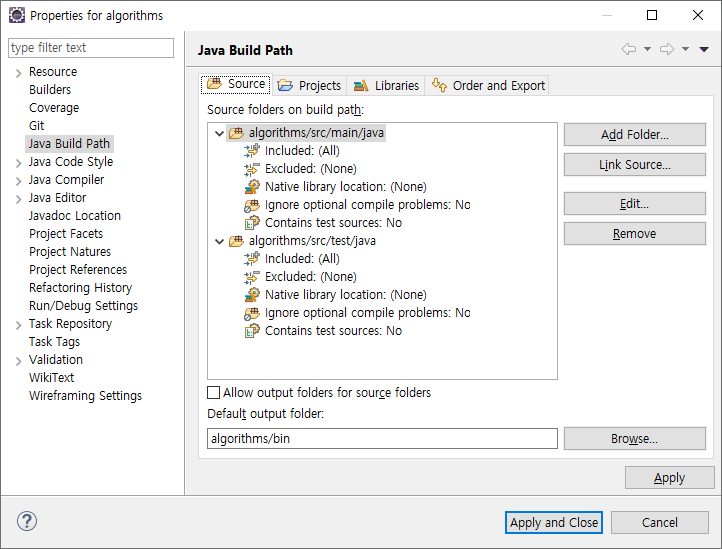 Properties for algorithms
type filter text
Resource
Builders
Coverage
Git
Java Build Path
Java Code Style
Java Compiler
Java Editor
Javadoc Location
Project Facets
Project Natures
Project References
Refactoring History
Run/Debug Settings
Task Repository
Task Tags
Validation
WikiText
Wireframing Settings
Java Build Path
Source Projects Libraries Order and Export
Source folders on build path:
algorithms/src/main/java
Included: (All)
Excluded: (None)
Native library location: (None)
Ignore optional compile problems: No
Contains test sources: No
algorithms/src/test/java
Included: (All)
Excluded: (None)
Native library location: (None)
Ignore optional compile problems: No
Contains test sources: No
Add Folder...
Link Source...
Edit...
Remove
Allow output folders for source folders
Default output folder:
algorithms/bin
Browse...
Apply
?
Apply and Close
Cancel